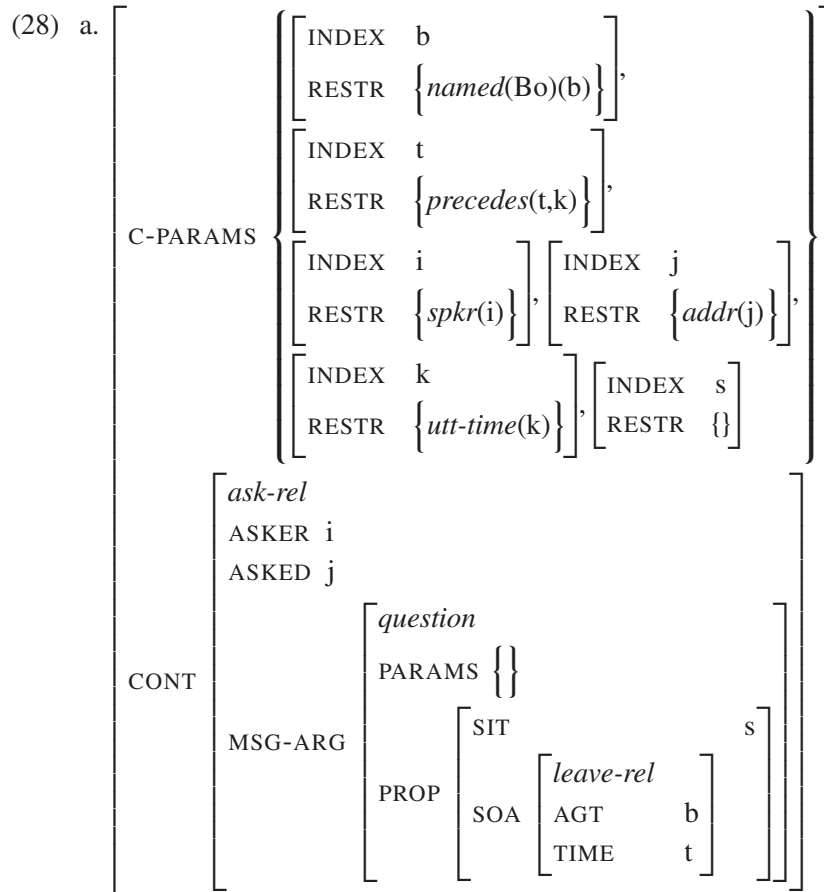 (28) a.
INDEX b
RESTR {named(Bo)(b)},
INDEX t
RESTR {precedes(t,k)},
C-PARAMS
INDEX i INDEX j
RESTR {spkr(i)}, RESTR {addr(j)},
INDEX k INDEX s
RESTR {utt-time(k)}, RESTR {}
ask-rel
ASKER i
ASKED j
question
PARAMS {}
CONT
MSG-ARG
SIT s
PROP
leave-rel
SOA AGT b
TIME t